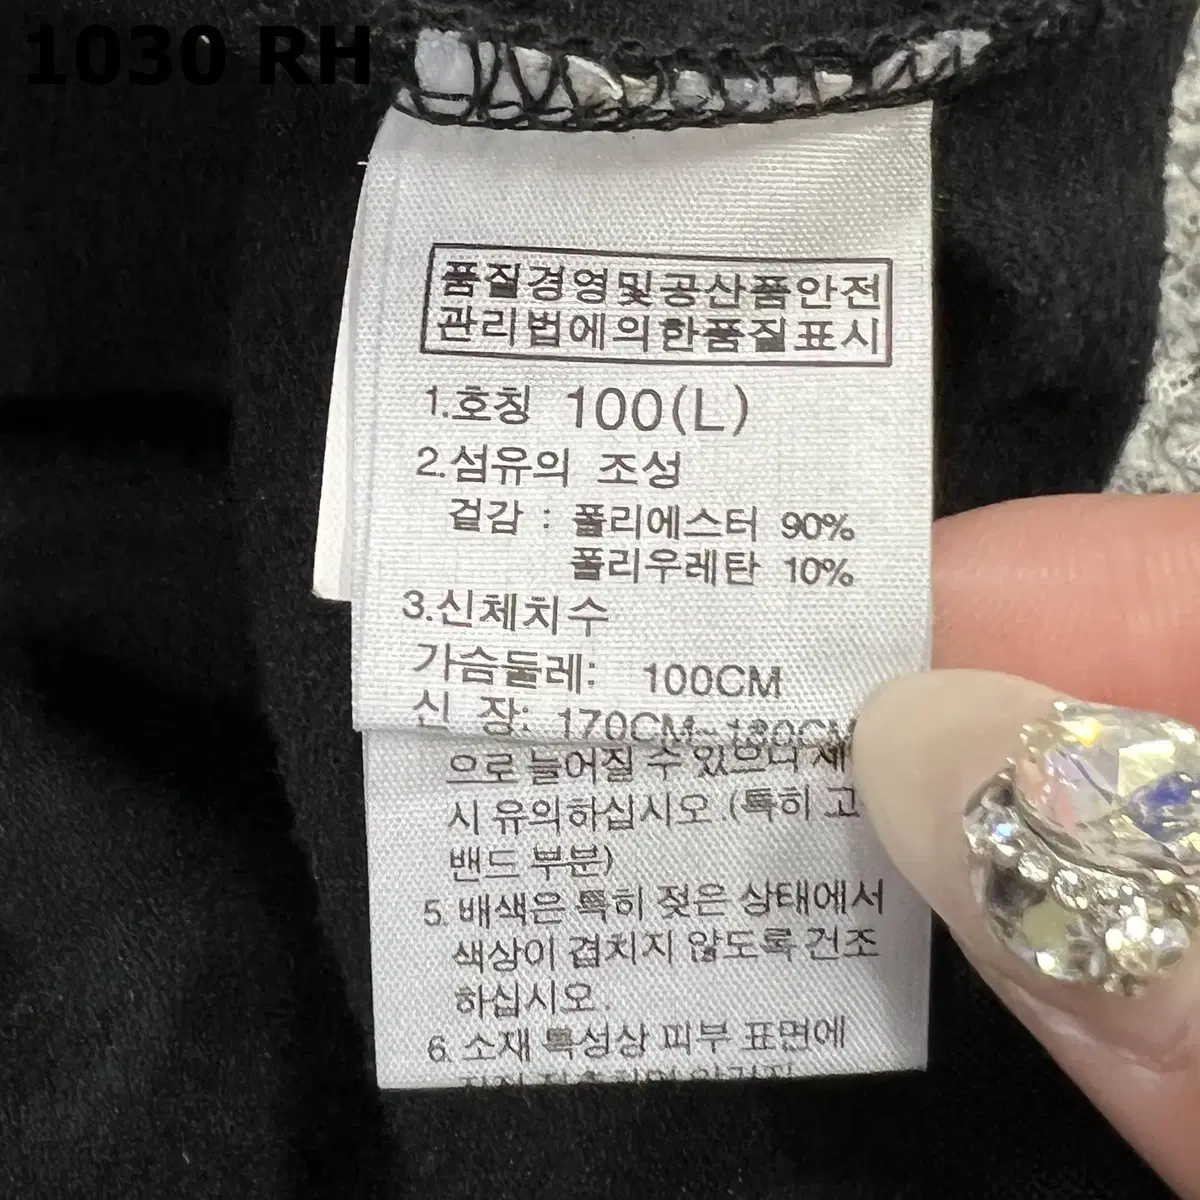 1030 RH
품질경영및공산품안전
관리법에의한품질표시
1.호칭 100(L)
2.섬유의 조성
겉감 : 폴리에스터 90%
폴리우레탄 10%
3.신체치수
가슴둘레: 100CM
신 장: 170CM~180CM
으로 늘어질 수 있으니
시 유의하십시오.(특히 고
밴드 부분)
5. 배색은 특히 젖은 상태에서
색상이 겹치지 않도록 건조
하십시오.
6. 소재 특성상 피부 표면에